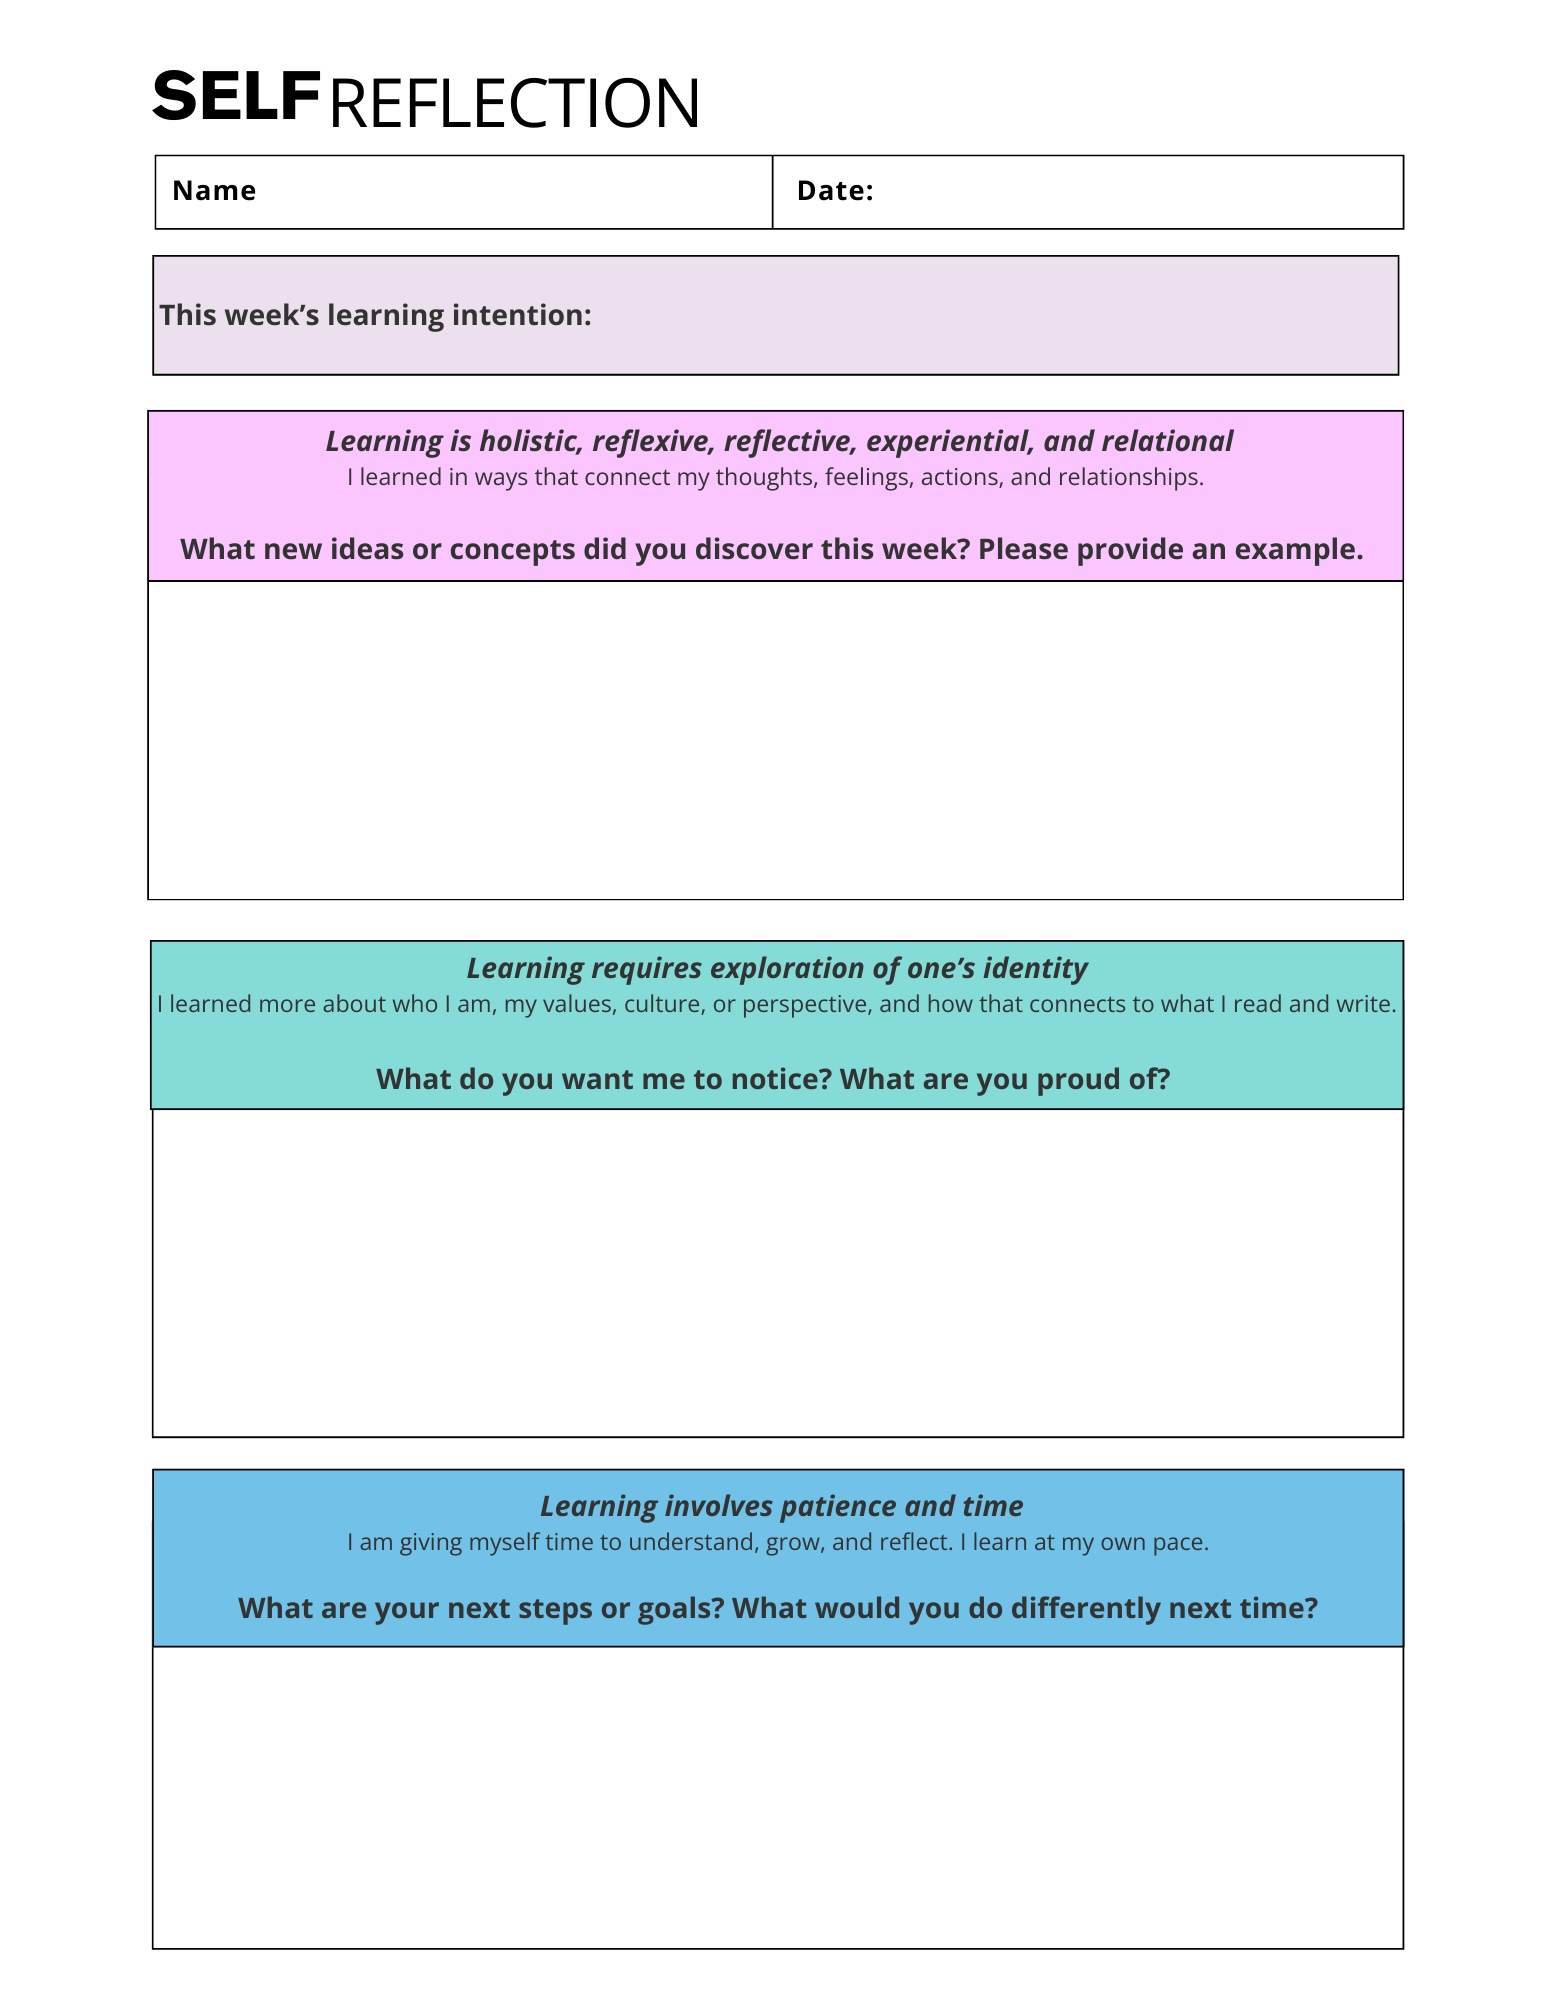 SELF REFLECTION
Name
Date:
This week’s learning intention:
Learning is holistic, reflexive, reflective, experiential, and relational
I learned in ways that connect my thoughts, feelings, actions, and relationships.
What new ideas or concepts did you discover this week? Please provide an example.
Learning requires exploration of one’s identity
I learned more about who I am, my values, culture, or perspective, and how that connects to what I read and write.
What do you want me to notice? What are you proud of?
Learning involves patience and time
I am giving myself time to understand, grow, and reflect. I learn at my own pace.
What are your next steps or goals? What would you do differently next time?